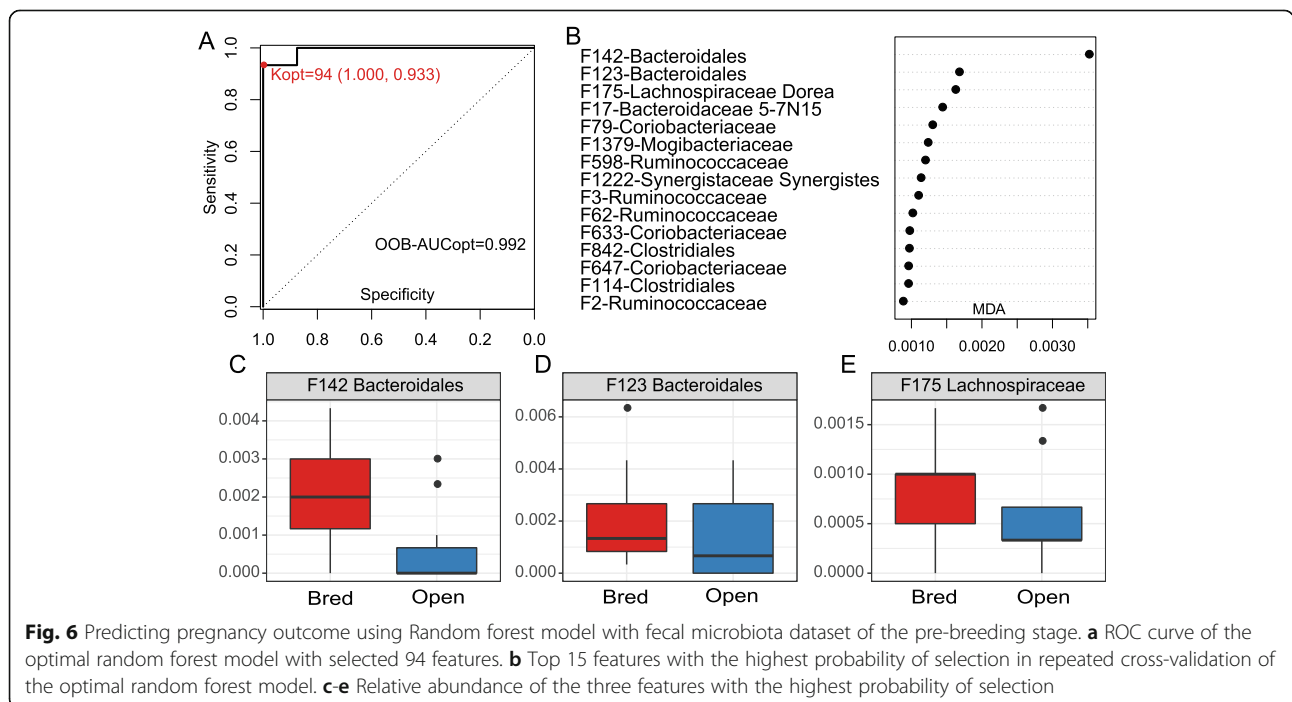 A
1.0
0.8
0.6
0.4
0.2
0.0
Sensitivity
Kopt=94 (1.000, 0.933)
OOB-AUCopt=0.992
Specificity
1.0 0.8 0.6 0.4 0.2 0.0
B
F142-Bacteroidales
F123-Bacteroidales
F175-Lachnospiraceae Dorea
F17-Bacteroidaceae 5-7N15
F79-Coriobacteriaceae
F1379-Mogibacteriaceae
F598-Ruminococcaceae
F1222-Synergistaceae Synergistes
F3-Ruminococcaceae
F62-Ruminococcaceae
F633-Coriobacteriaceae
F842-Clostridiales
F647-Coriobacteriaceae
F114-Clostridiales
F2-Ruminococcaceae
MDA
0.0010 0.0020 0.0030
C
F142 Bacteroidales
0.004
0.003
0.002
0.001
0.000
Bred Open
D
F123 Bacteroidales
0.006
0.004
0.002
0.000
Bred Open
E
F175 Lachnospiraceae
0.0015
0.0010
0.0005
0.0000
Bred Open
Fig. 6 Predicting pregnancy outcome using Random forest model with fecal microbiota dataset of the pre-breeding stage. a ROC curve of the
optimal random forest model with selected 94 features. b Top 15 features with the highest probability of selection in repeated cross-validation of
the optimal random forest model. c-e Relative abundance of the three features with the highest probability of selection